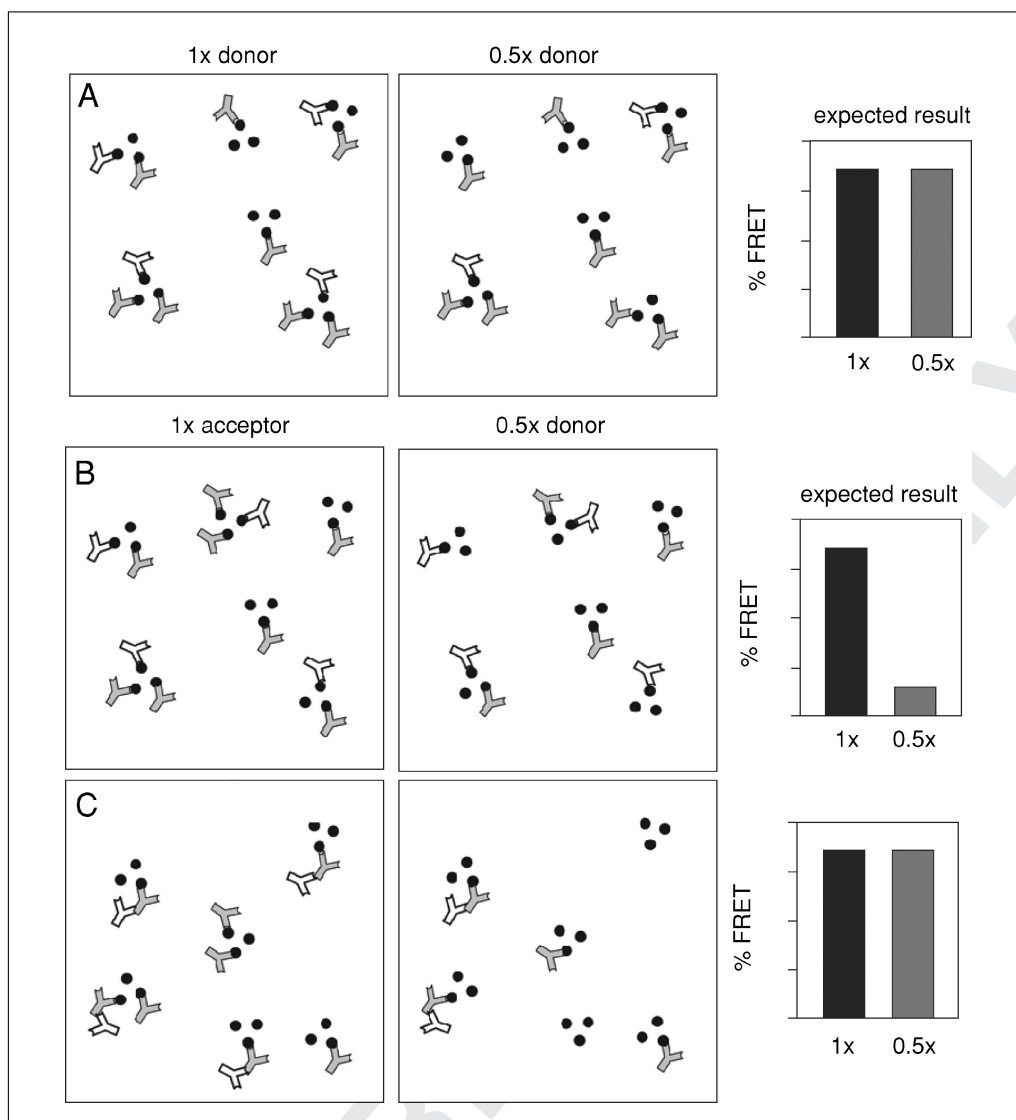 1x donor 0.5x donor
A
expected result
% FRET
1x 0.5x
1x acceptor 0.5x donor
B
expected result
% FRET
1x 0.5x
C
% FRET
1x 0.5x